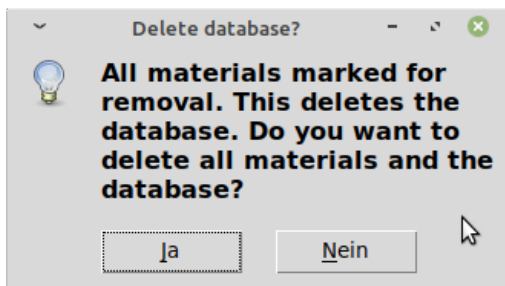 Delete database?
All materials marked for
removal. This deletes the
database. Do you want to
delete all materials and the
database?
Ja
Nein